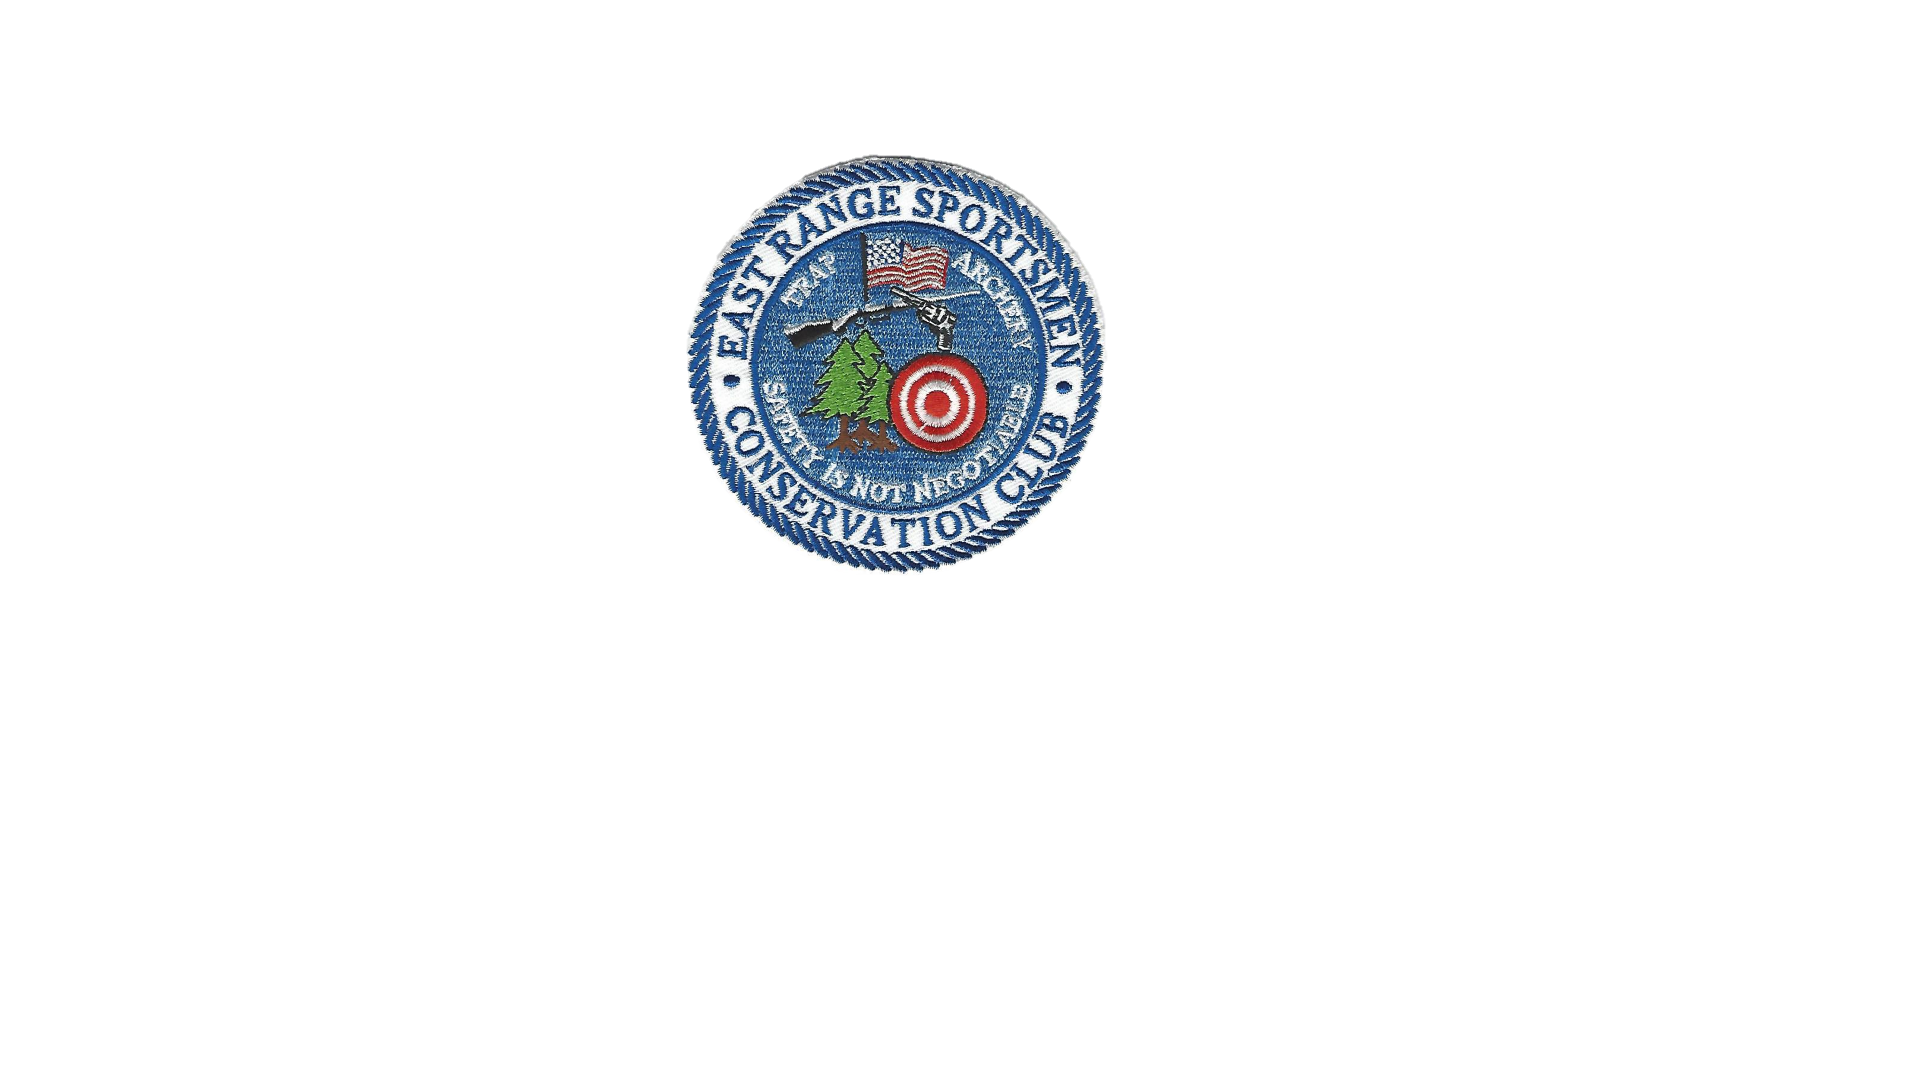 EAST RANGE SPORTSMEN
TRAP
ARCHERY
SAFETY IS NOT NEGOTIABLE
CONSERVATION CLUB